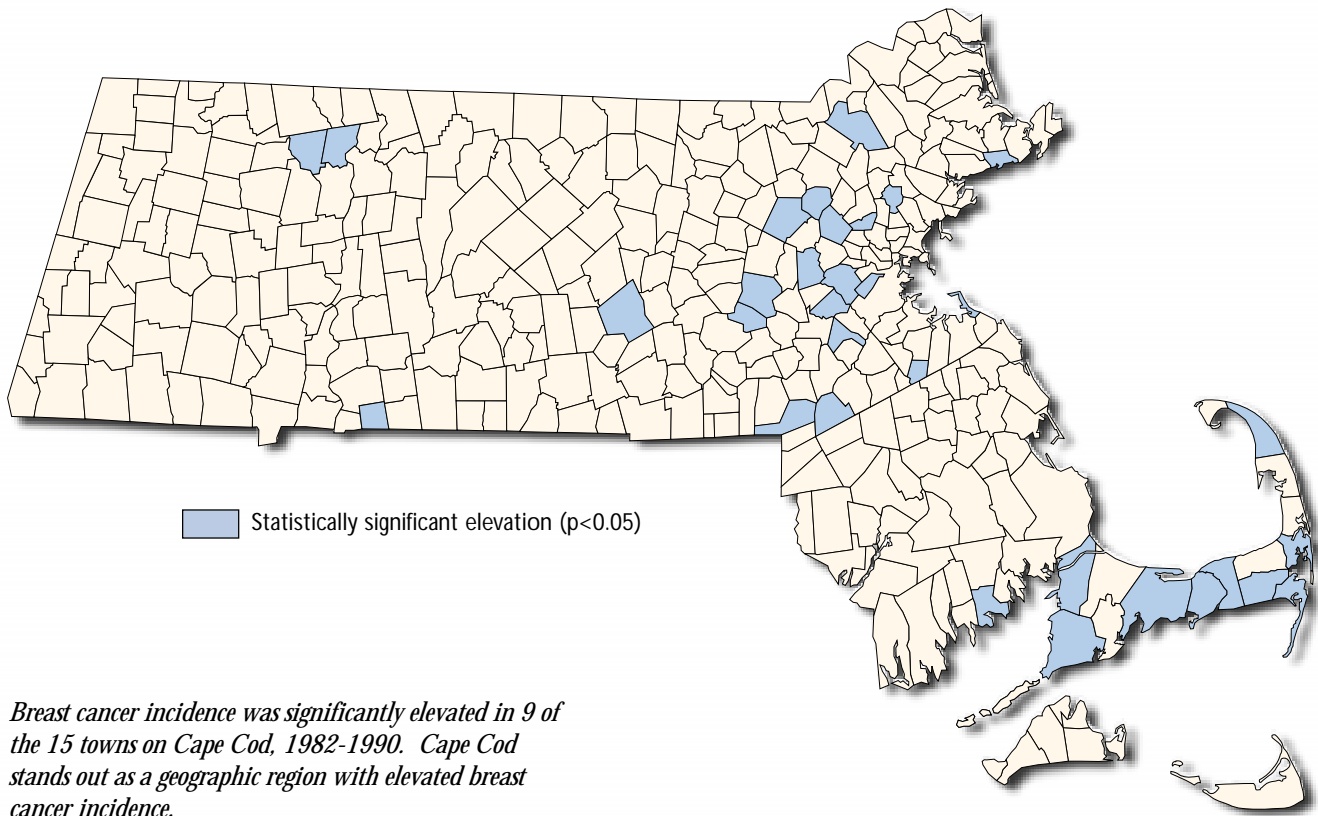 Statistically significant elevation (p<0.05)
Breast cancer incidence was significantly elevated in 9 of
the 15 towns on Cape Cod, 1982-1990. Cape Cod
stands out as a geographic region with elevated breast
cancer incidence.